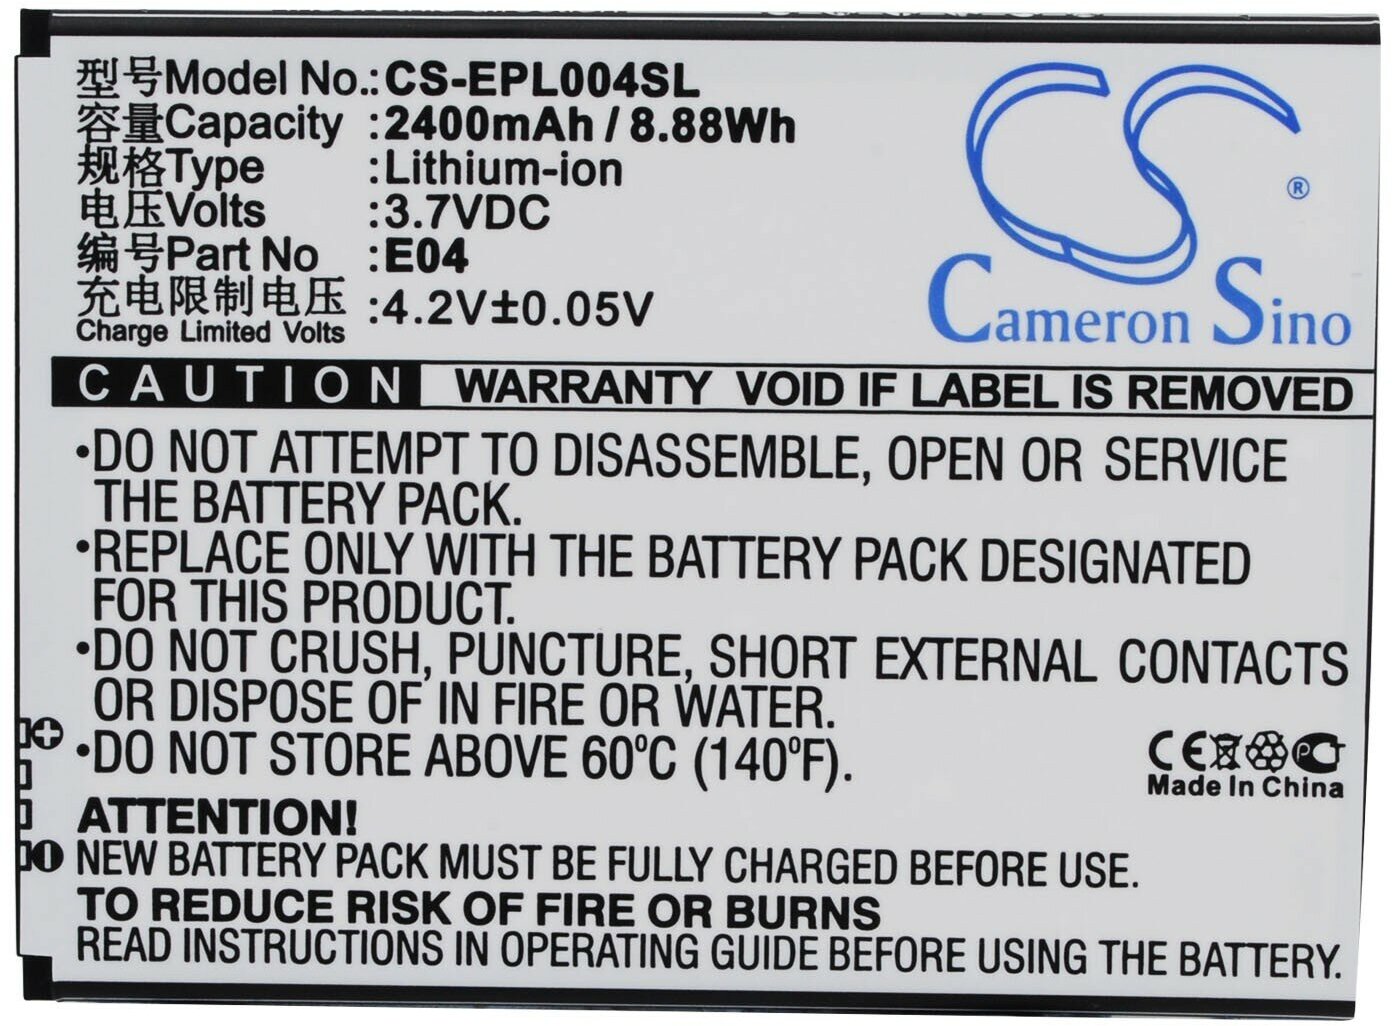 型号Model No.:CS-EPL004SL
容量Capacity :2400mAh / 8.88Wh
规格Type :Lithium-ion
电压Volts :3.7VDC
编号Part No :E04
充电限制电压 :4.2V±0.05V
Charge Limited Volts
CS ®
Cameron Sino
CAUTION WARRANTY VOID IF LABEL IS REMOVED
•DO NOT ATTEMPT TO DISASSEMBLE, OPEN OR SERVICE
THE BATTERY PACK.
•REPLACE ONLY WITH THE BATTERY PACK DESIGNATED
FOR THIS EQUIPMENT.
•DO NOT CRUSH, PUNCTURE, SHORT EXTERNAL CONTACTS
OR DISPOSE OF IN FIRE OR WATER.
•DO NOT STORE ABOVE 60ºC (140ºF).
CE PCT
Made In China
ATTENTION!
NEW BATTERY PACK MUST BE FULLY CHARGED BEFORE USE.
TO REDUCE RISK OF FIRE OR BURNS
READ INSTRUCTIONS IN OPERATING GUIDE BEFORE USING THE BATTERY.